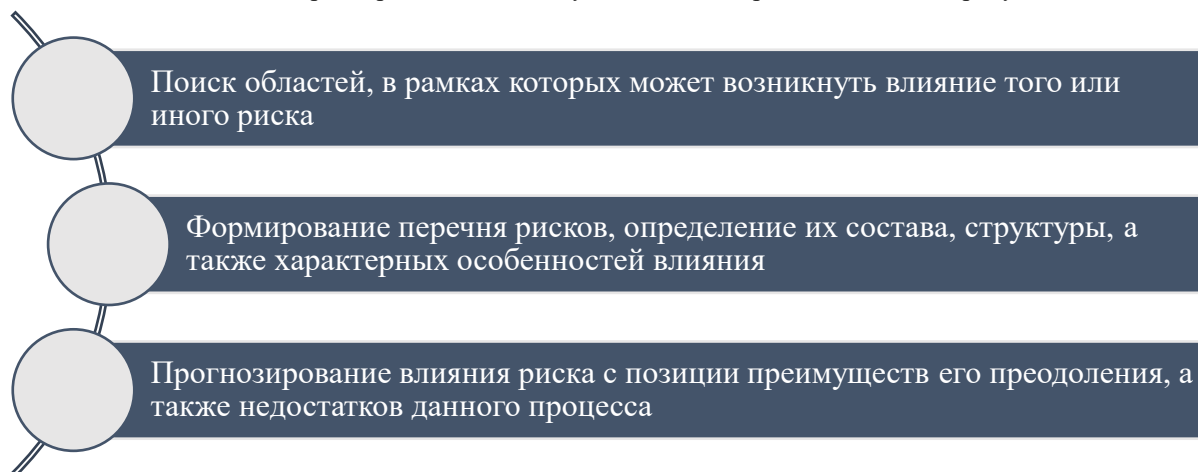 Поиск областей, в рамках которых может возникнуть влияние того или
иного риска
Формирование перечня рисков, определение их состава, структуры, а
также характерных особенностей влияния
Прогнозирование влияния риска с позиции преимуществ его преодоления, а
также недостатков данного процесса